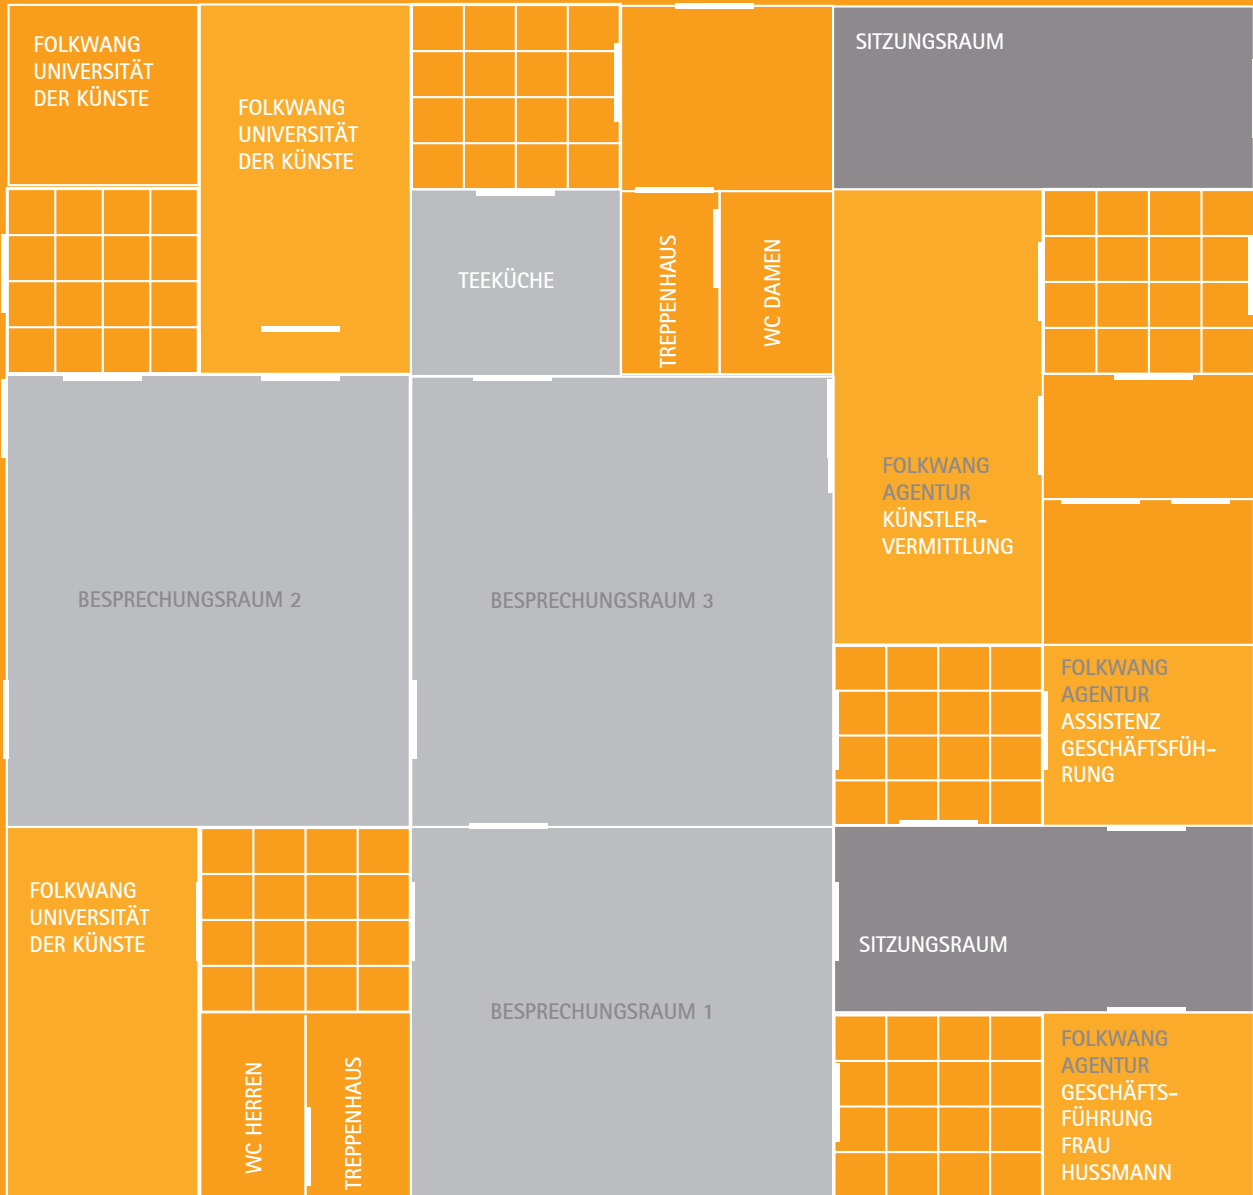 FOLKWANG
UNIVERSITÄT
DER KÜNSTE
FOLKWANG
UNIVERSITÄT
DER KÜNSTE
SITZUNGSRAUM
TEEKÜCHE
TREPPENHAUS
WC DAMEN
FOLKWANG
AGENTUR
KÜNSTLER-
VERMITTLUNG
BESPRECHUNGSRAUM 2
BESPRECHUNGSRAUM 3
FOLKWANG
AGENTUR
ASSISTENZ
GESCHÄFTSFÜH-
RUNG
FOLKWANG
UNIVERSITÄT
DER KÜNSTE
SITZUNGSRAUM
BESPRECHUNGSRAUM 1
WC HERREN
TREPPENHAUS
FOLKWANG
AGENTUR
GESCHÄFTS-
FÜHRUNG
FRAU
HUSSMANN